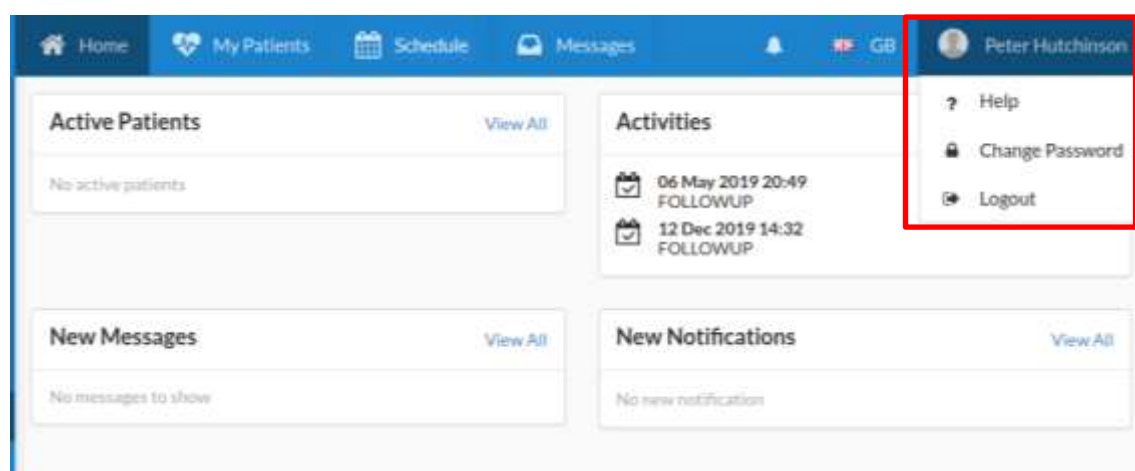 Home My Patients Schedule Messages GB Peter Hutchinson
? Help
Change Password
Logout
Active Patients View All
No active patients
Activities
06 May 2019 20:49
FOLLOWUP
12 Dec 2019 14:32
FOLLOWUP
New Messages View All
No messages to show
New Notifications View All
No new notification